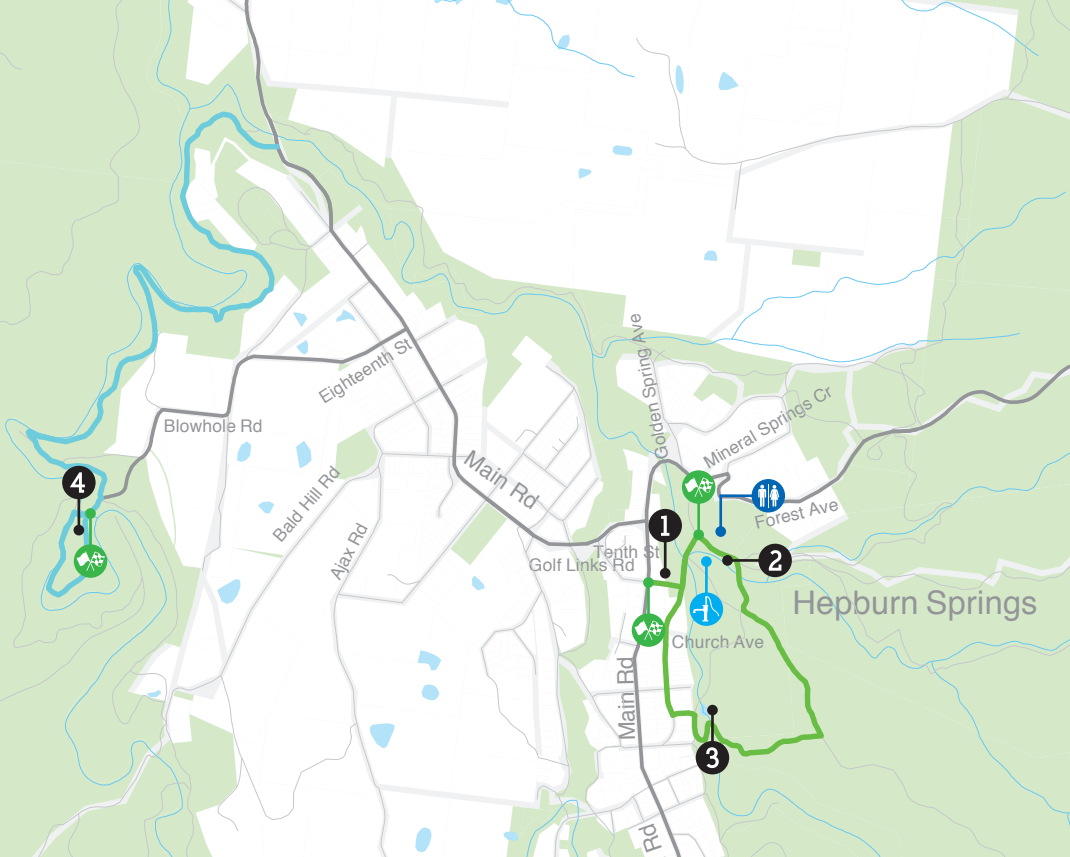 Eighteenth St
Golden Spring Ave
Mineral Springs Cr
Blowhole Rd
4
Bald Hill Rd
Main Rd
Forest Ave
1
Ajax Rd
Tenth St
Golf Links Rd
2
Hepburn Springs
Church Ave
Main Rd
3
Rd